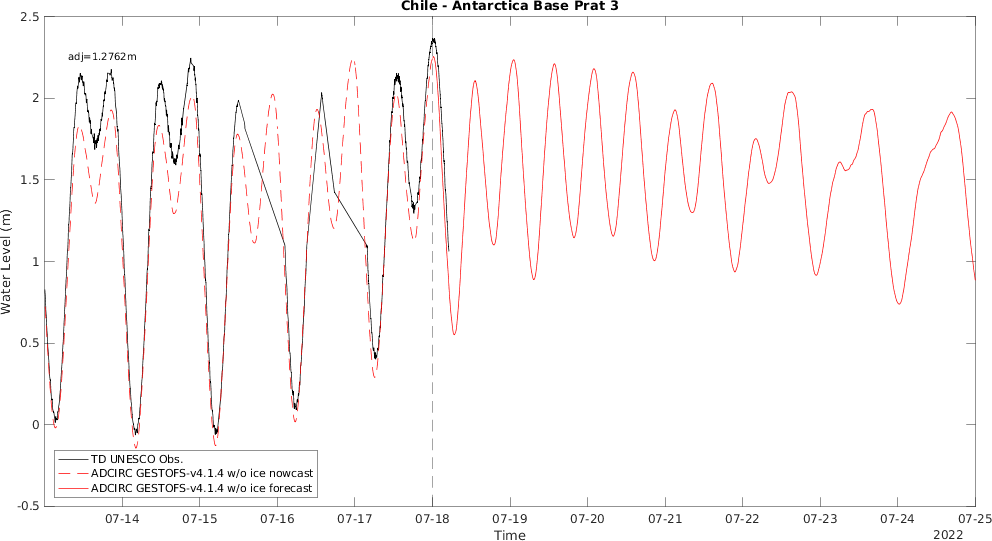 Chile - Antarctica Base Prat 3
adj=1.2762m
2.5
2
1.5
1
0.5
0
-0.5
Water Level (m)
TD UNESCO Obs.
ADCIRC GESTOFS-v4.1.4 w/o ice nowcast
ADCIRC GESTOFS-v4.1.4 w/o ice forecast
07-14 07-15 07-16 07-17 07-18 07-19 07-20 07-21 07-22 07-23 07-24 07-25
Time
2022